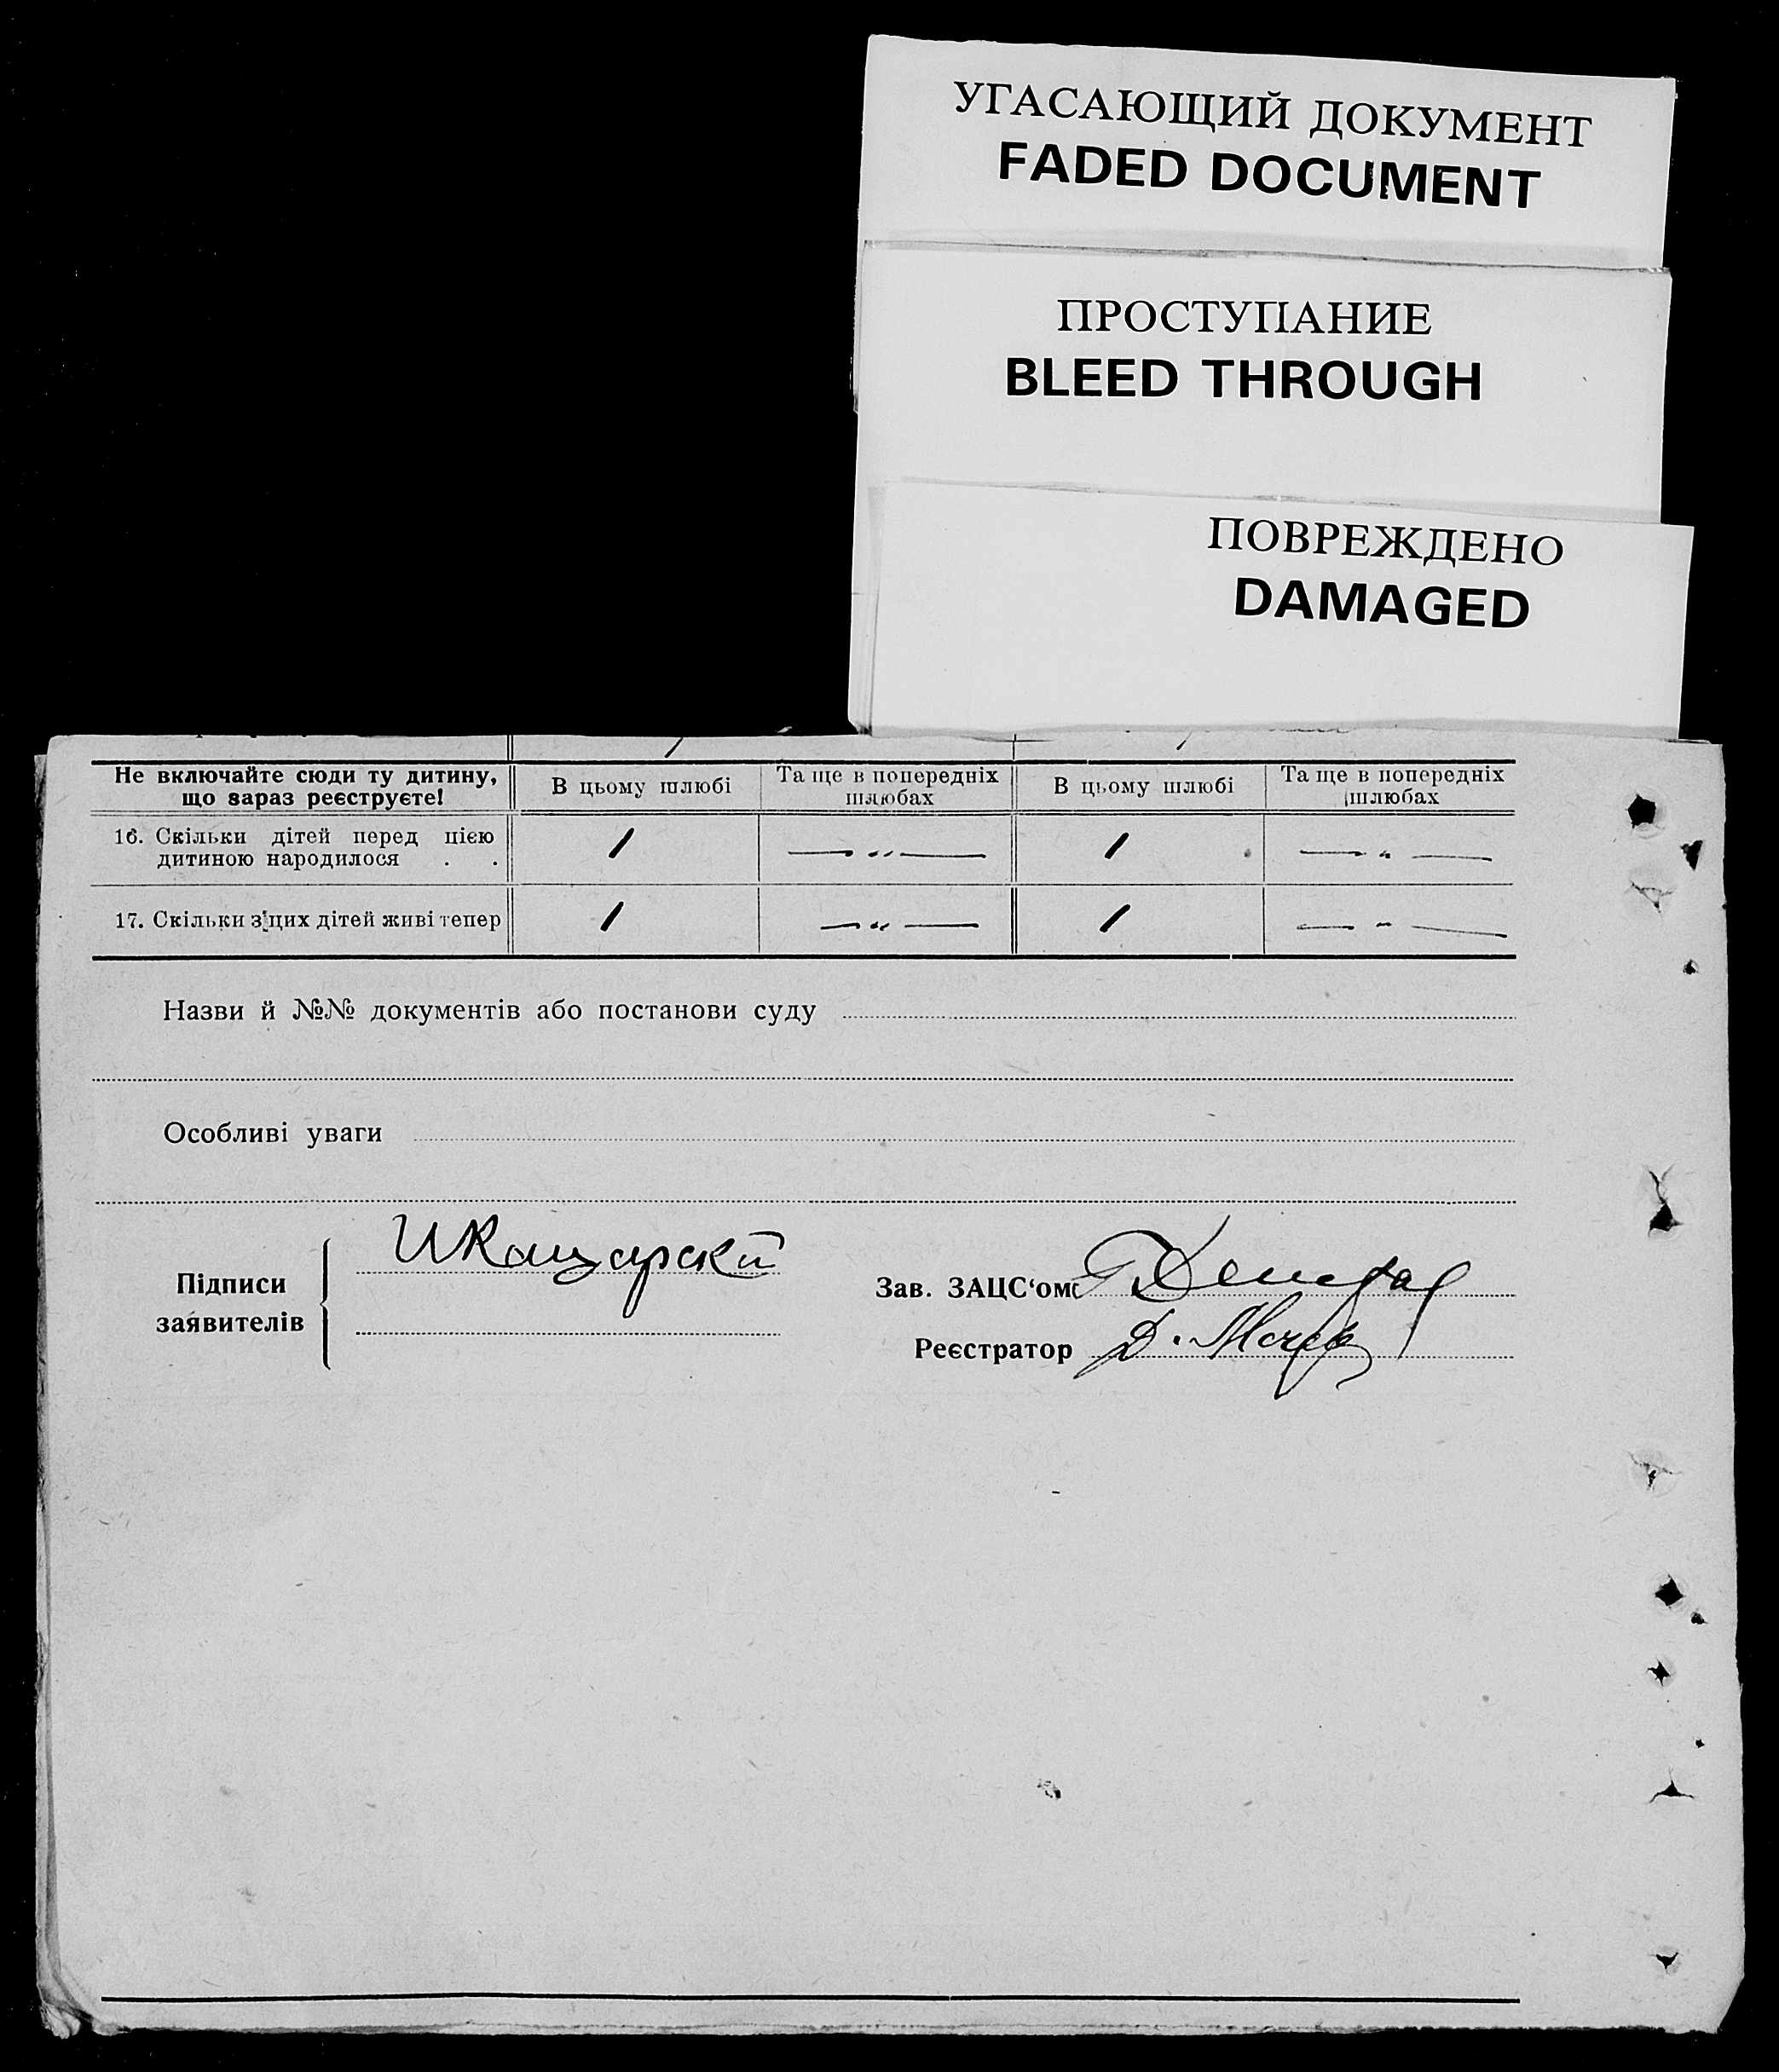 УГАСАЮЩИЙ ДОКУМЕНТ
FADED DOCUMENT
ПРОСТУПАНИЕ
BLEED THROUGH
ПОВРЕЖДЕНО
DAMAGED
Не включайте сюди ту дитину, що зараз реєструєте! В цьому шлюбі Та ще в попередніх шлюбах В цьому шлюбі Та ще в попередніх шлюбах
16. Скільки дітей перед цією
дитиною народилося . . 1 — „ — 1 — „ —
17. Скільки з цих дітей живі тепер 1 — „ — 1 — „ —
Назви й №№ документів або постанови суду
Особливі уваги
Підписи
заявителів
Зав. ЗАЦС‘ом
Реєстратор Д.